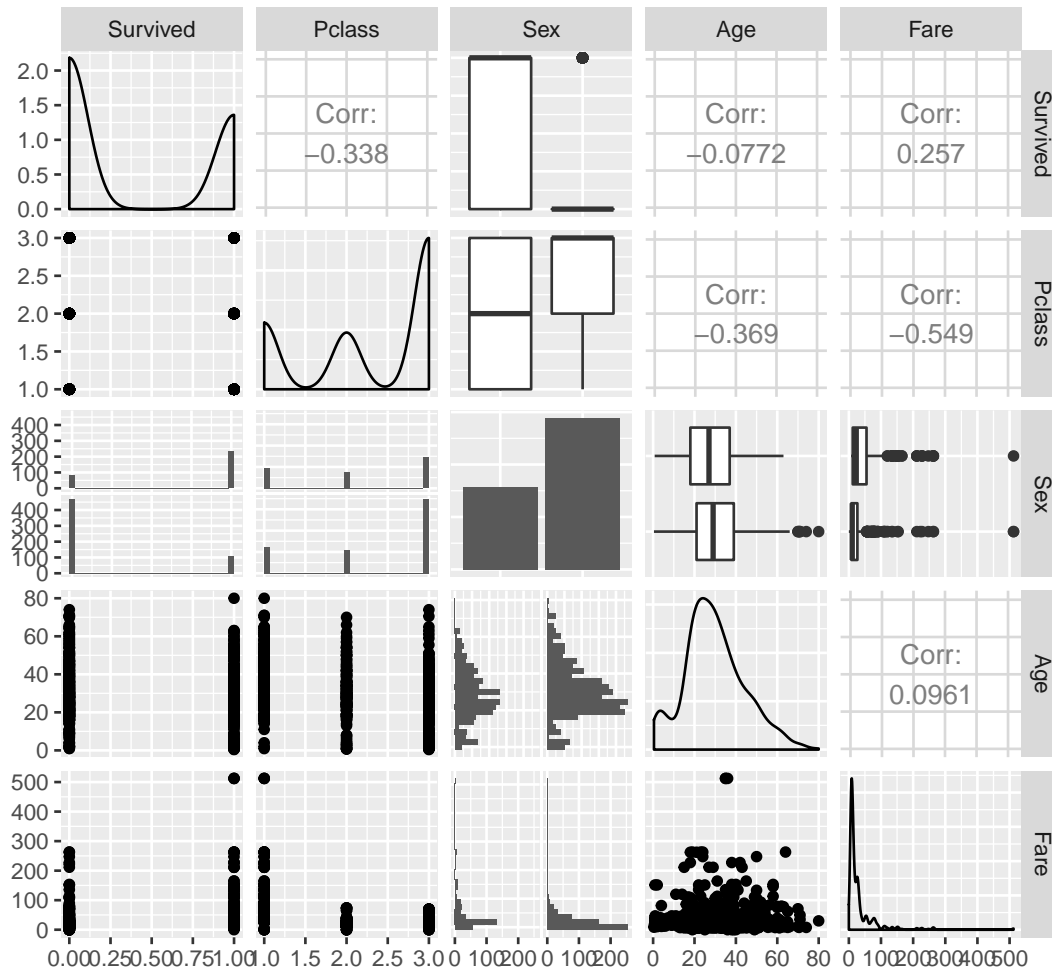 Survived Pclass Sex Age Fare
2.0
1.5
1.0
0.5
0.0
Corr:
−0.338
Corr:
−0.0772
Corr:
0.257
Survived
3.0
2.5
2.0
1.5
1.0
Corr:
−0.369
Corr:
−0.549
Pclass
400
300
200
100
0
400
300
200
100
0
Sex
80
60
40
20
0
Corr:
0.0961
Age
500
400
300
200
100
0
Fare
0.00 0.25 0.50 0.75 1.00 1.0 1.5 2.0 2.5 3.0 0 100 200 0 100 200 0 20 40 60 80 0 100 200 300 400 500